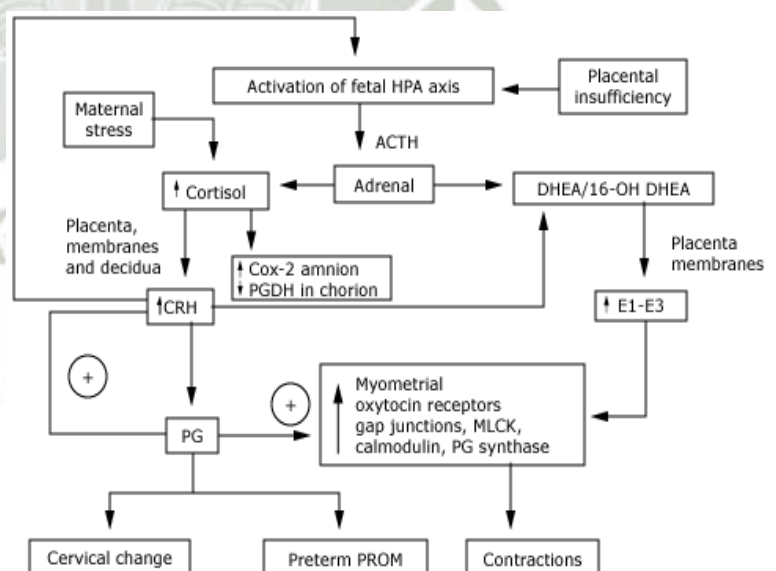 Activation of fetal HPA axis
Placental
insufficiency
Maternal
stress
ACTH
Cortisol
Adrenal
DHEA/16-OH DHEA
Placenta,
membranes
and decidua
Cox-2 amnion
PGDH in chorion
Placenta
membranes
CRH
E1-E3
+
+
Myometrial
oxytocin receptors
gap junctions, MLCK,
calmodulin, PG synthase
PG
Cervical change
Preterm PROM
Contractions